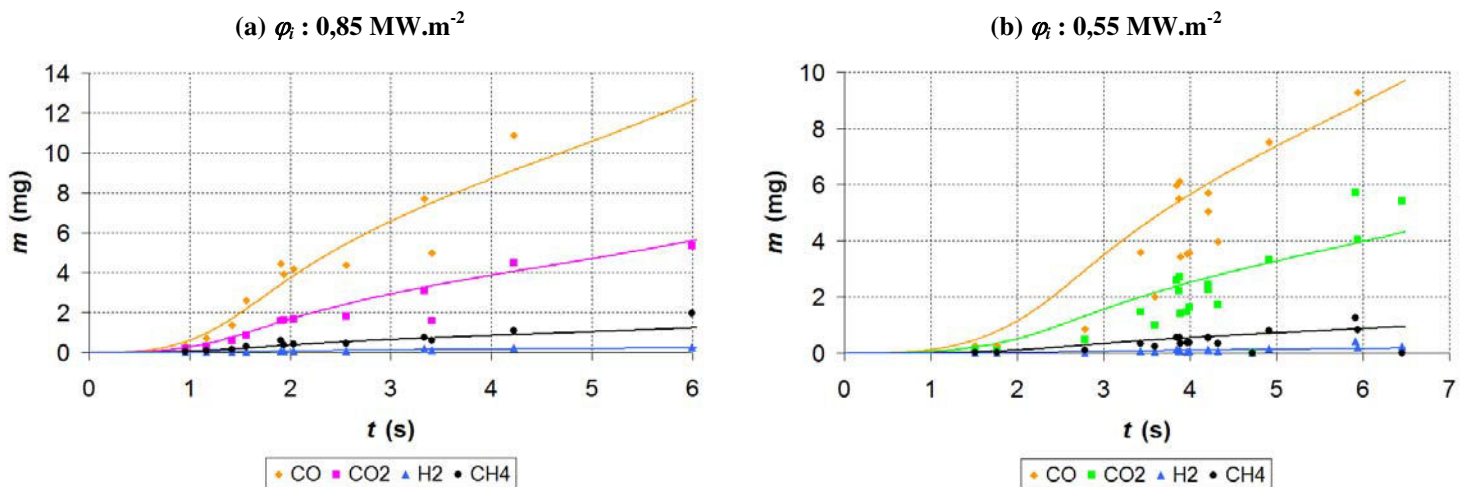 (a) φi : 0,85 MW.m-2
14
12
10
8
6
4
2
0
m (mg)
0 1 2 3 4 5 6
t (s)
CO CO2 H2 CH4
(b) φi : 0,55 MW.m-2
10
8
6
4
2
0
m (mg)
0 1 2 3 4 5 6 7
t (s)
CO CO2 H2 CH4